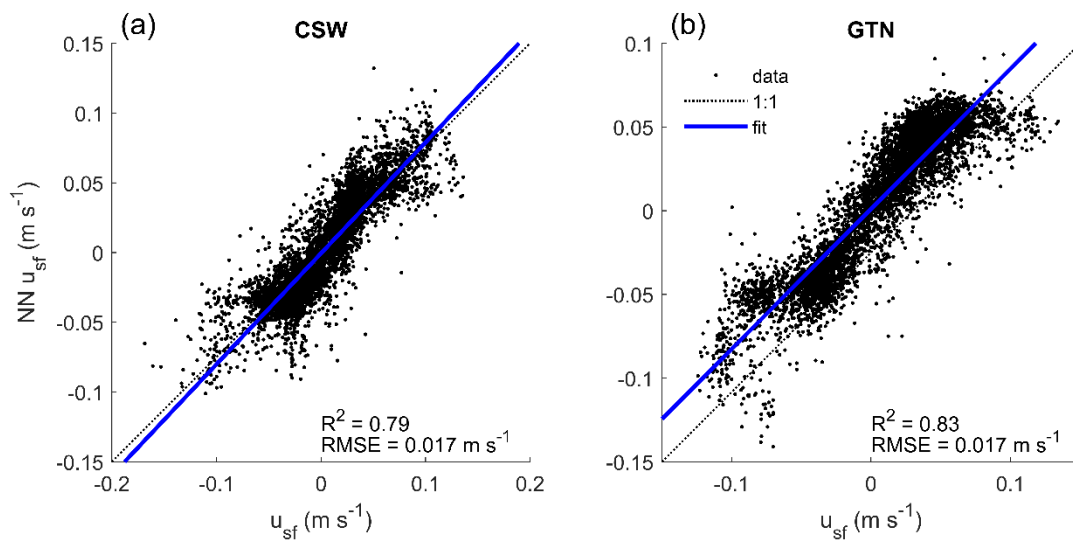 (a)
CSW
0.15
0.1
0.05
0
-0.05
-0.1
-0.15
NN u_sf (m s⁻¹)
-0.2
-0.1
0
0.1
0.2
u_sf (m s⁻¹)
R² = 0.79
RMSE = 0.017 m s⁻¹
(b)
GTN
data
1:1
fit
0.1
0.05
0
-0.05
-0.1
-0.15
-0.1
0
0.1
u_sf (m s⁻¹)
R² = 0.83
RMSE = 0.017 m s⁻¹